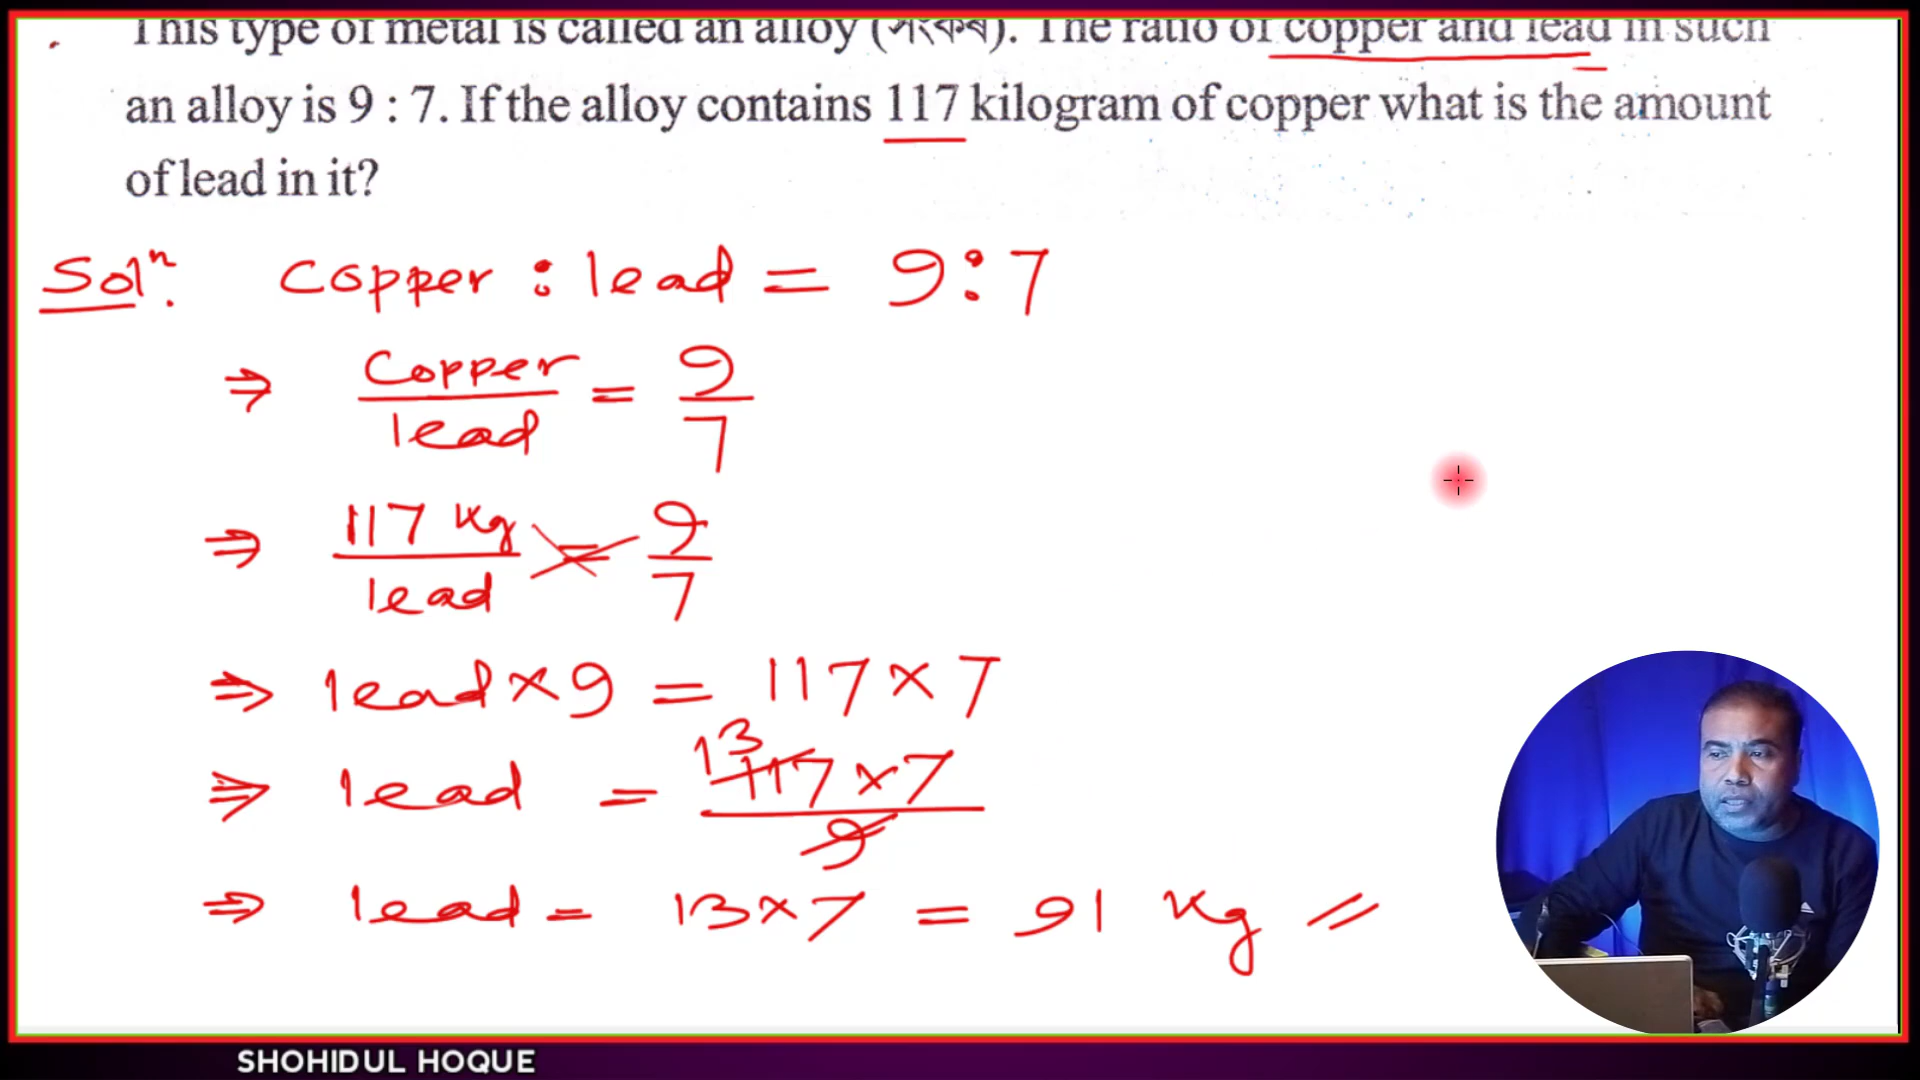 This type of metal is called an alloy (সংকৰ). The ratio of copper and lead in such
an alloy is 9 : 7. If the alloy contains 117 kilogram of copper what is the amount
of lead in it?
Solⁿ. Copper : lead = 9 : 7
⇒ Copper/lead = 9/7
⇒ 117 kg/lead = 9/7
⇒ lead × 9 = 117 × 7
13
⇒ lead = 117 × 7/9
⇒ lead = 13 × 7 = 91 kg //
SHOHIDUL HOQUE